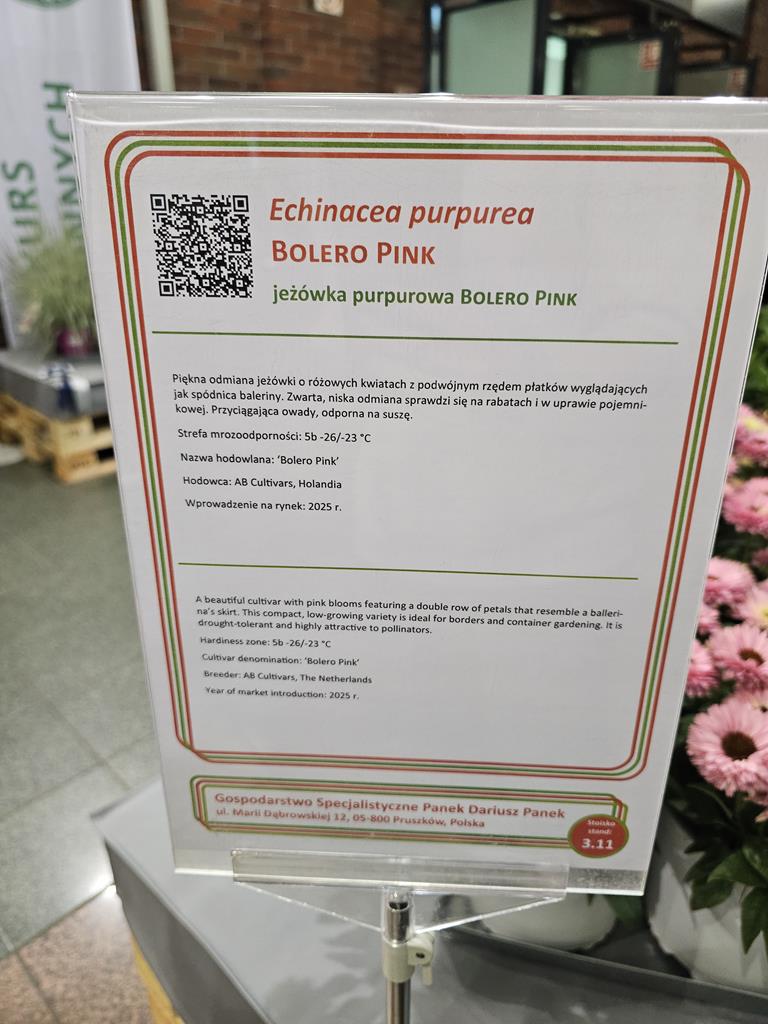 URS
NNYCH
Echinacea purpurea
BOLERO PINK
jeżówka purpurowa BOLERO PINK
Piękna odmiana jeżówki o różowych kwiatach z podwójnym rzędem płatków wyglądających
jak spódnica baleriny. Zwarta, niska odmiana sprawdzi się na rabatach i w uprawie pojemni-
kowej. Przyciągająca owady, odporna na suszę.
Strefa mrozoodporności: 5b -26/-23 °C
Nazwa hodowlana: ‘Bolero Pink’
Hodowca: AB Cultivars, Holandia
Wprowadzenie na rynek: 2025 r.
A beautiful cultivar with pink blooms featuring a double row of petals that resemble a balleri-
na’s skirt. This compact, low-growing variety is ideal for borders and container gardening. It is
drought-tolerant and highly attractive to pollinators.
Hardiness zone: 5b -26/-23 °C
Cultivar denomination: ‘Bolero Pink’
Breeder: AB Cultivars, The Netherlands
Year of market introduction: 2025 r.
Gospodarstwo Specjalistyczne Panek Dariusz Panek
ul. Marii Dąbrowskiej 12, 05-800 Pruszków, Polska
Stoisko
stand:
3.11